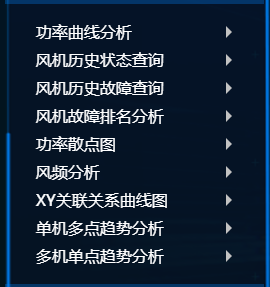 功率曲线分析
风机历史状态查询
风机历史故障查询
风机故障排名分析
功率散点图
风频分析
XY关联关系曲线图
单机多点趋势分析
多机单点趋势分析